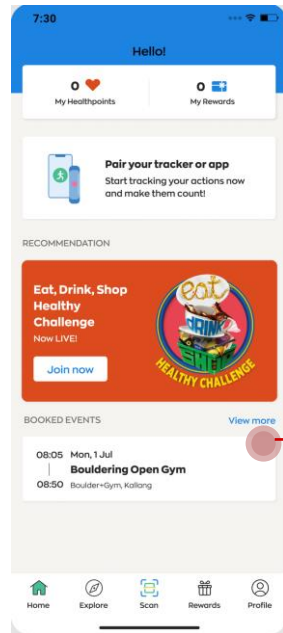 7:30
Hello!
0
My Healthpoints
0
My Rewards
Pair your tracker or app
Start tracking your actions now
and make them count!
RECOMMENDATION
Eat, Drink, Shop
Healthy
Challenge
Now LIVE!
Join now
eat
DRINK
SHOP
HEALTHY CHALLENGE
BOOKED EVENTS
View more
08:05 Mon, 1 Jul
Bouldering Open Gym
08:50 Boulder+Gym, Kallang
Home
Explore
Scan
Rewards
Profile